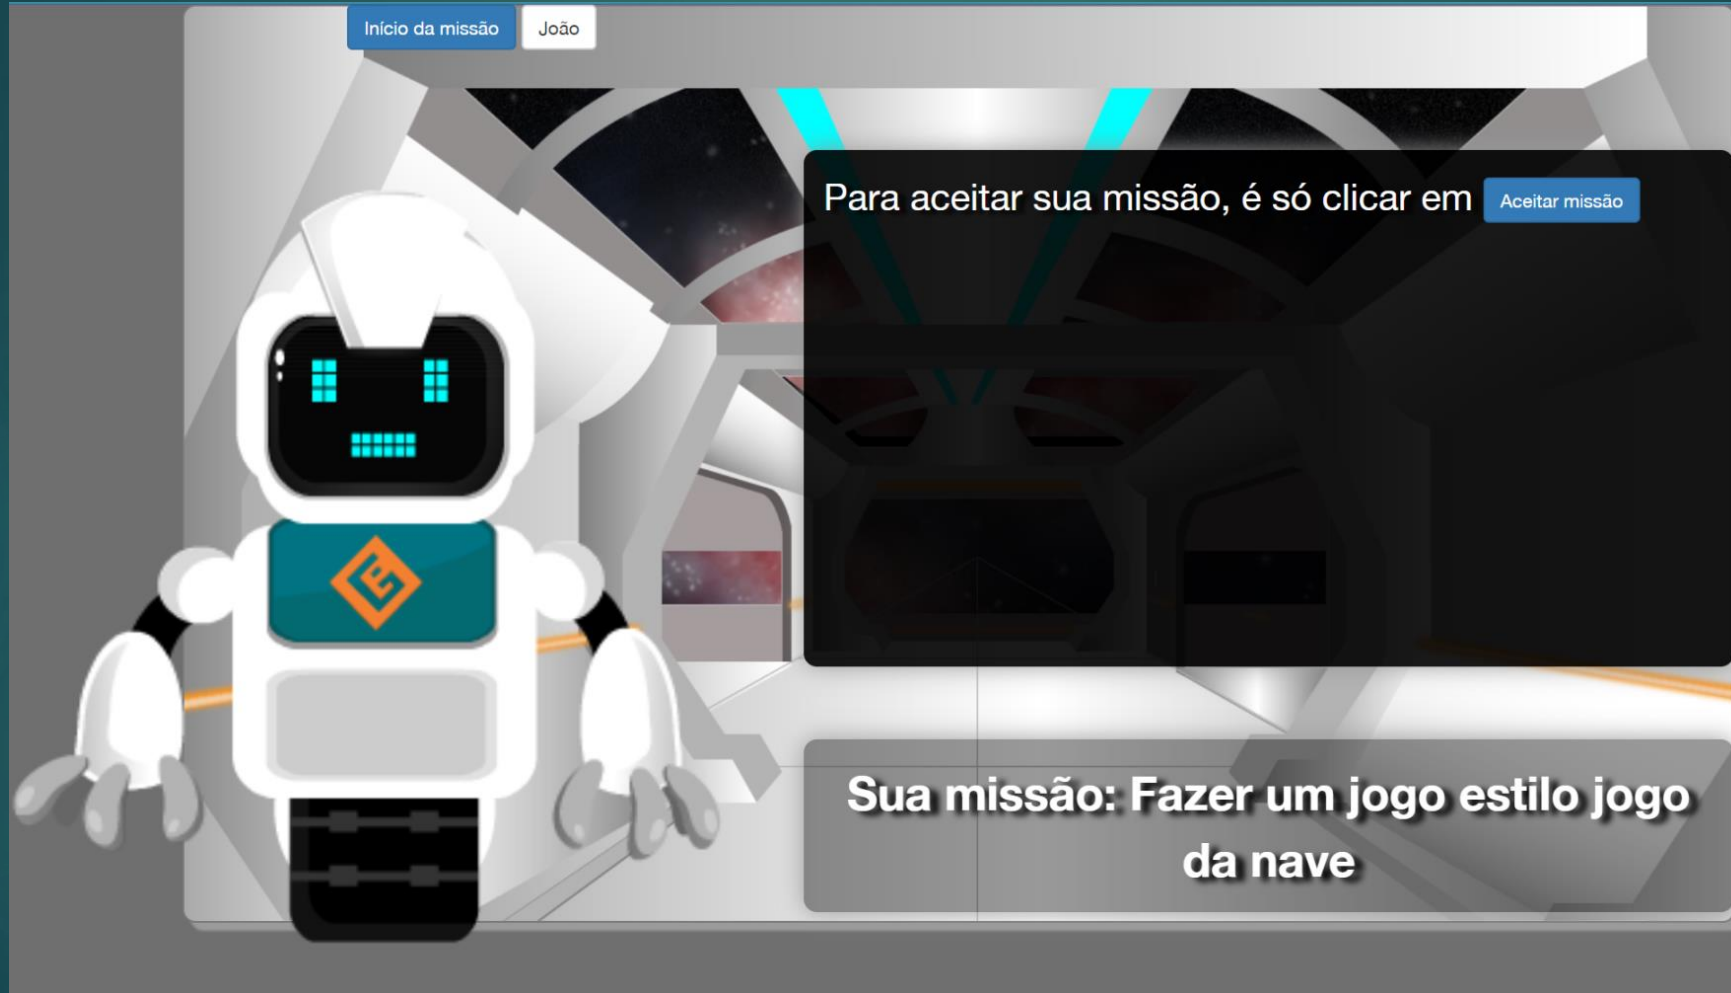 Início da missão João
Para aceitar sua missão, é só clicar em Aceitar missão
Sua missão: Fazer um jogo estilo jogo
da nave